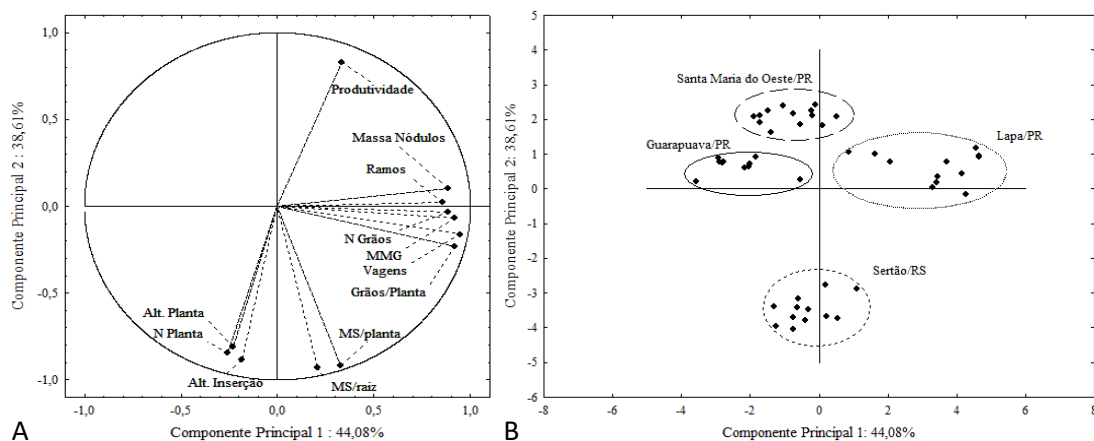 Componente Principal 2 : 38,61%
1,0
0,5
0,0
-0,5
-1,0
Produtividade
Massa Nódulos
Ramos
N Grãos
MMG
Vagens
Grãos/Planta
Alt. Planta
N Planta
MS/planta
Alt. Inserção
MS/raiz
-1,0 -0,5 0,0 0,5 1,0
Componente Principal 1 : 44,08%
A
Componente Principal 2: 38,61%
5
4
3
2
1
0
-1
-2
-3
-4
-5
-6
Santa Maria do Oeste/PR
Guarapuava/PR
Lapa/PR
Sertão/RS
-8 -6 -4 -2 0 2 4 6 8
Componente Principal 1: 44,08%
B